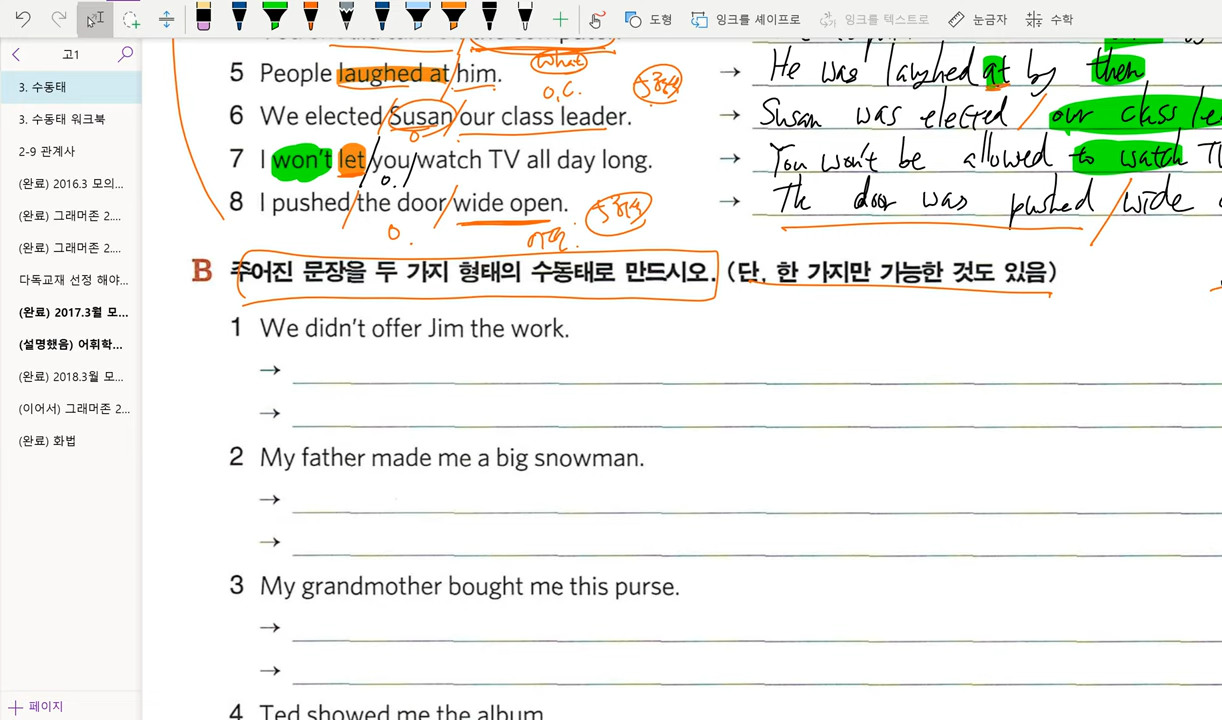 도형 잉크를 셰이프로 잉크를 텍스트로 눈금자 수학
고1
3. 수동태
3. 수동태 워크북
2-9 관계사
(완료) 2016.3 모의...
(완료) 그래머존 2....
(완료) 그래머존 2....
다독교재 선정 해야...
(완료) 2017.3월 모...
(설명했음) 어휘학...
(완료) 2018.3월 모...
(이어서) 그래머존 2...
(완료) 화법
페이지
what
5 People laughed at him. → He was laughed at by them
O.C.
6 We elected Susan our class leader. → Susan was elected our class
O
7 I won't let you watch TV all day long. → You won't be allowed to watch
O.
8 I pushed the door wide open. → The door was pushed wide
O.
B 주어진 문장을 두 가지 형태의 수동태로 만드시오. (단, 한 가지만 가능한 것도 있음)
1 We didn't offer Jim the work.
→
→
2 My father made me a big snowman.
→
→
3 My grandmother bought me this purse.
→
→
4 Ted showed me the album